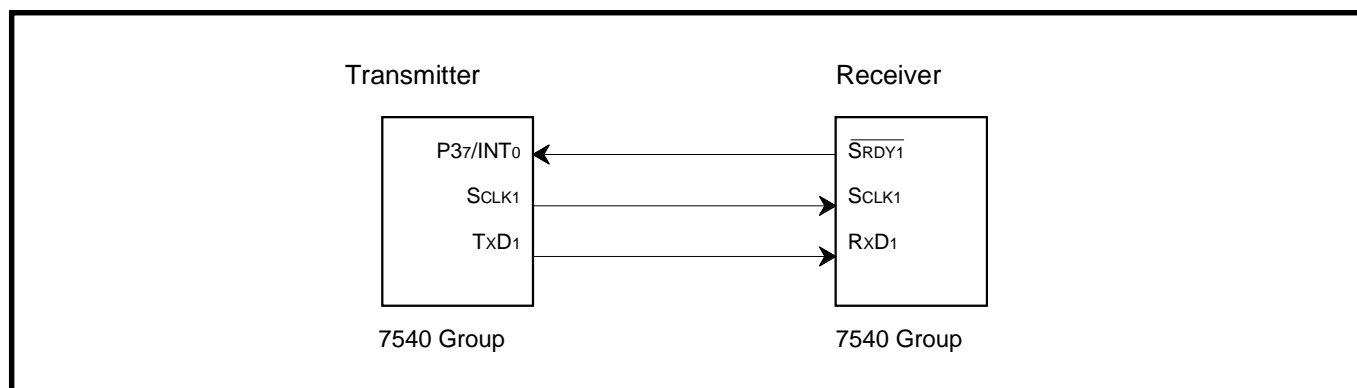 Transmitter Receiver
P37/INT0 SRDY1
SCLK1 SCLK1
TxD1 RxD1
7540 Group 7540 Group